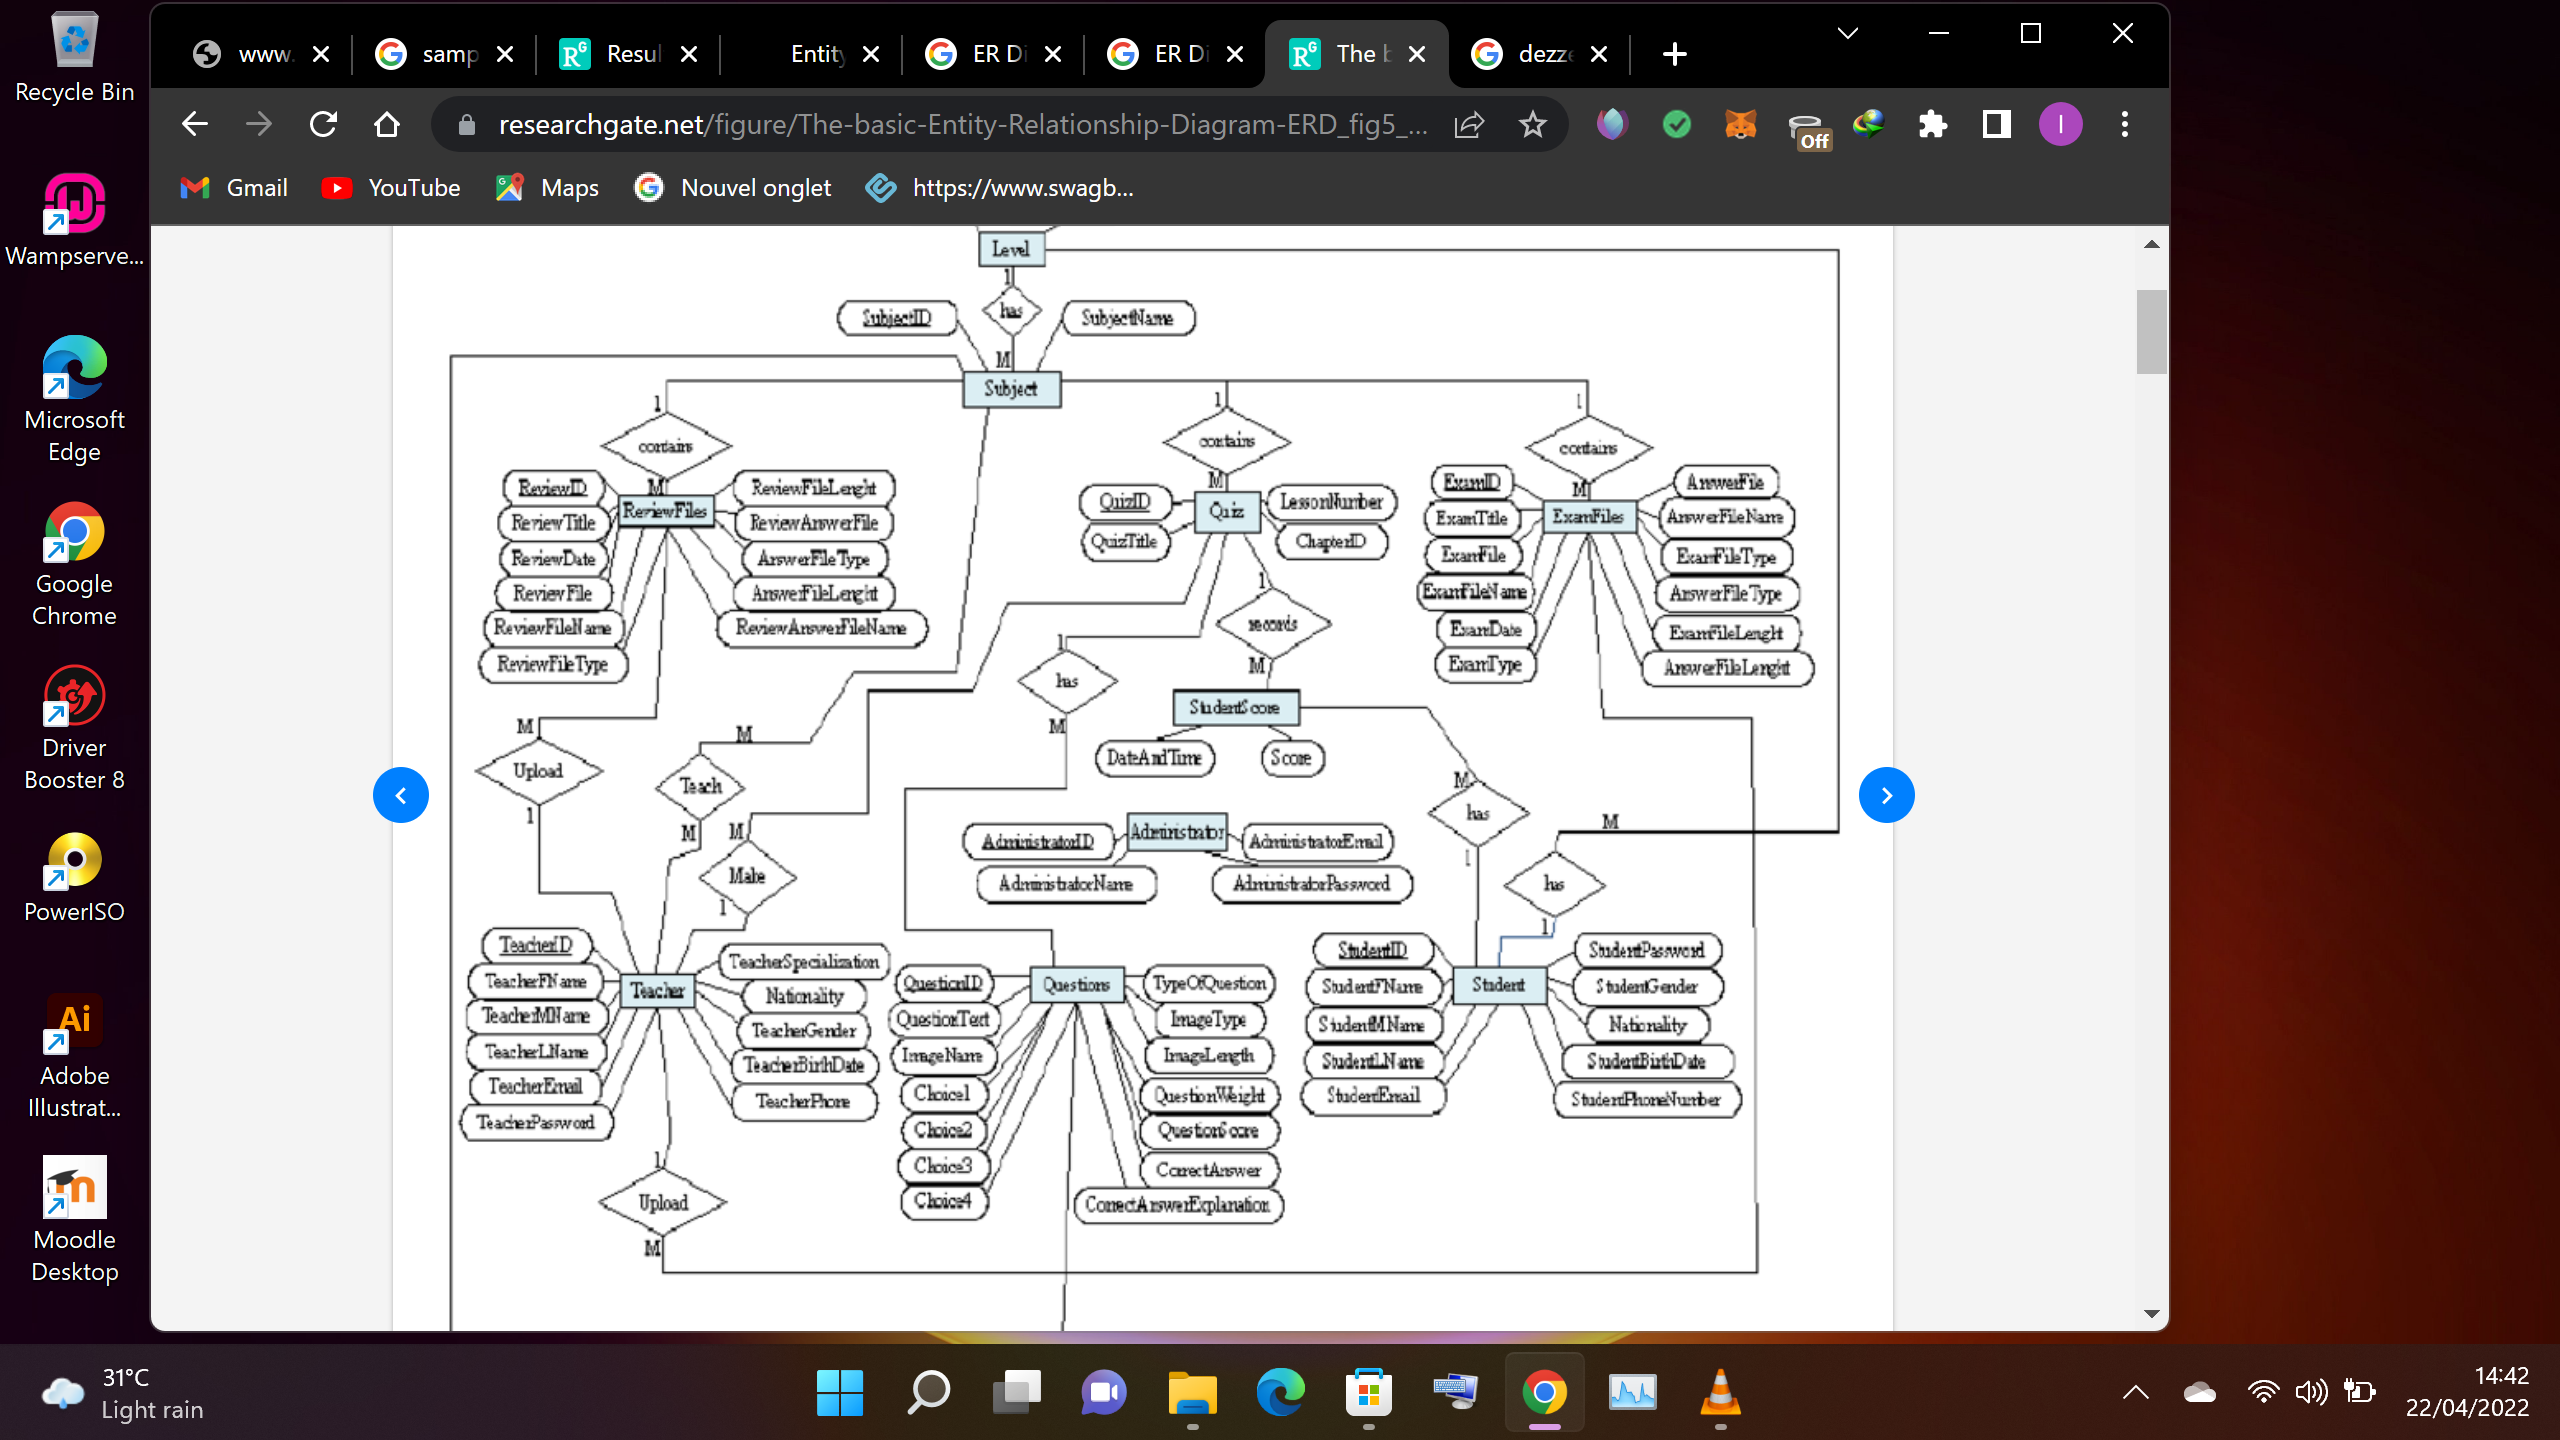 Recycle Bin
Wampserve...
Microsoft
Edge
Google
Chrome
Driver
Booster 8
PowerISO
Adobe
Illustrat...
Moodle
Desktop
www.
samp
Resul
Entity
ER Di
ER Di
The b
dezze
researchgate.net/figure/The-basic-Entity-Relationship-Diagram-ERD_fig5_...
Off
I
Gmail
YouTube
Maps
Nouvel onglet
https://www.swagb...
Level
1
has
SubjectID
SubjectName
M
Subject
1
1
1
contains
contains
contains
M
M
M
ReviewID
ReviewTitle
ReviewDate
ReviewFile
ReviewFileName
ReviewFileType
ReviewFiles
ReviewFileLenght
ReviewAnswerFile
AnswerFileType
AnswerFileLenght
ReviewAnswerFileName
QuizID
QuizTitle
Quiz
LessonNumber
ChapterID
ExamID
ExamTitle
ExamFile
ExamFileName
ExamDate
ExamType
ExamFiles
AnswerFile
AnswerFileName
ExamFileType
AnswerFileType
ExamFileLenght
AnswerFileLenght
1
records
M
1
has
M
StudentScore
DateAndTime
Score
M
Upload
1
M
Teach
M
M
Make
1
M
has
1
M
has
1
AdministratorID
Administrator
AdministratorEmail
AdministratorName
AdministratorPassword
TeacherID
TeacherFName
TeacherMName
TeacherLName
TeacherEmail
TeacherPassword
Teacher
TeacherSpecialization
Nationality
TeacherGender
TeacherBirthDate
TeacherPhone
QuestionID
QuestionText
ImageName
Choice1
Choice2
Choice3
Choice4
Questions
TypeOfQuestion
ImageType
ImageLength
QuestionWeight
QuestionScore
CorrectAnswer
CorrectAnswerExplanation
StudentID
StudentFName
StudentMName
StudentLName
StudentEmail
Student
StudentPassword
StudentGender
Nationality
StudentBirthDate
StudentPhoneNumber
1
Upload
M
31°C
Light rain
14:42
22/04/2022